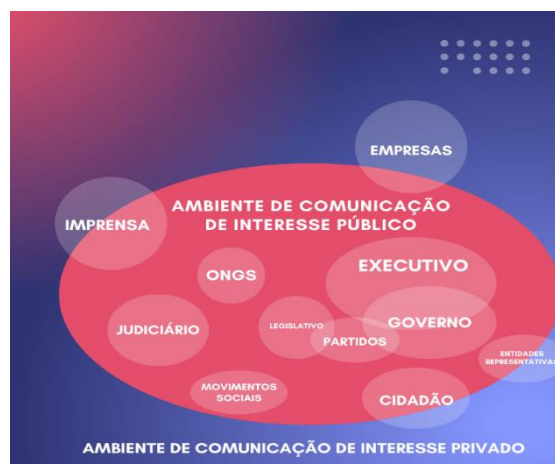 EMPRESAS
AMBIENTE DE COMUNICAÇÃO
DE INTERESSE PÚBLICO
IMPRENSA
ONGS
EXECUTIVO
JUDICIÁRIO
LEGISLATIVO
GOVERNO
PARTIDOS
ENTIDADES
REPRESENTATIVAS
MOVIMENTOS
SOCIAIS
CIDADÃO
AMBIENTE DE COMUNICAÇÃO DE INTERESSE PRIVADO